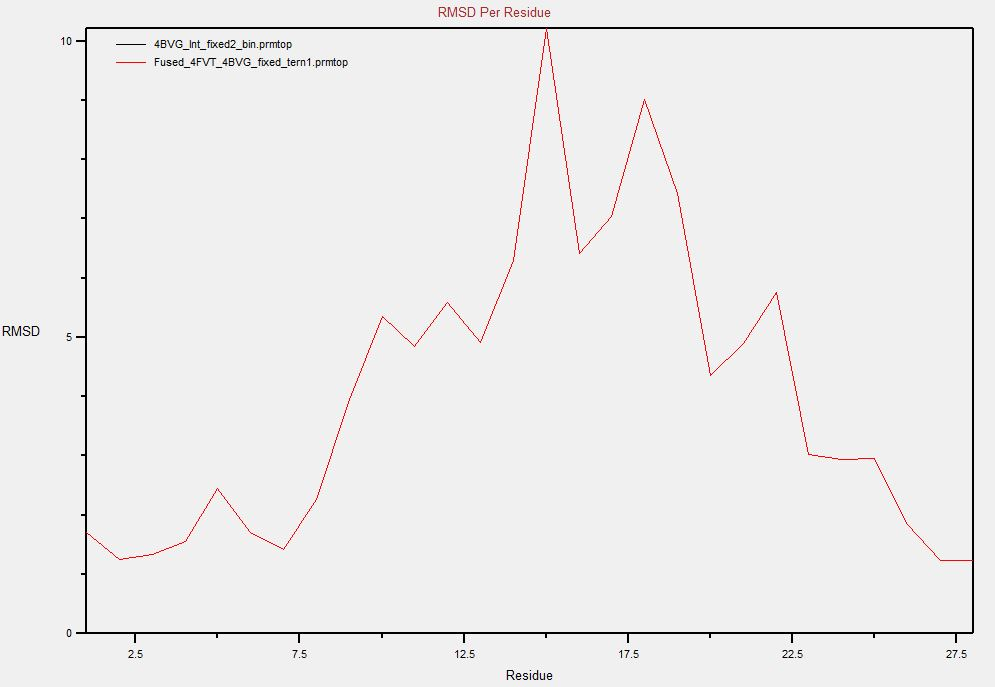 RMSD Per Residue
10
4BVG_Int_fixed2_bin.prmtop
Fused_4FVT_4BVG_fixed_tern1.prmtop
RMSD
5
0
2.5 7.5 12.5 17.5 22.5 27.5
Residue